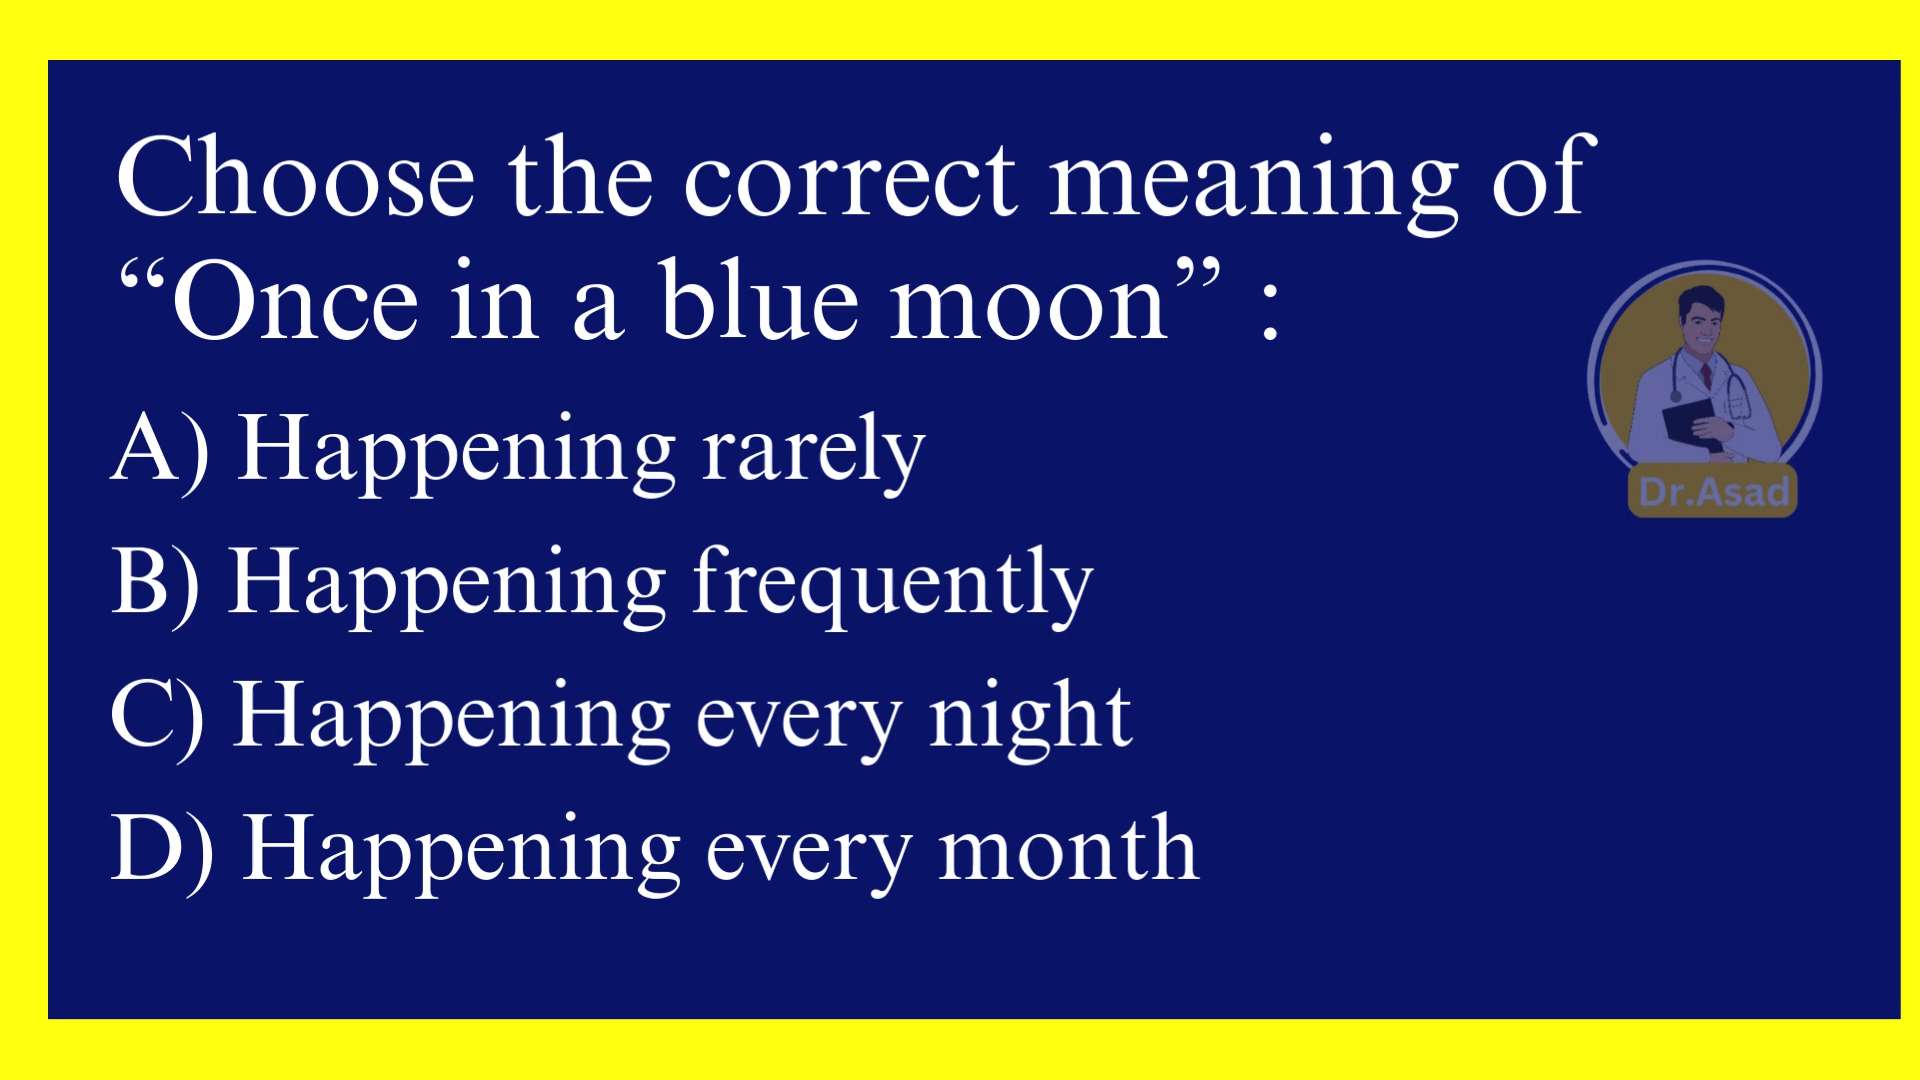 Choose the correct meaning of
“Once in a blue moon” :
A) Happening rarely
B) Happening frequently
C) Happening every night
D) Happening every month
Dr.Asad